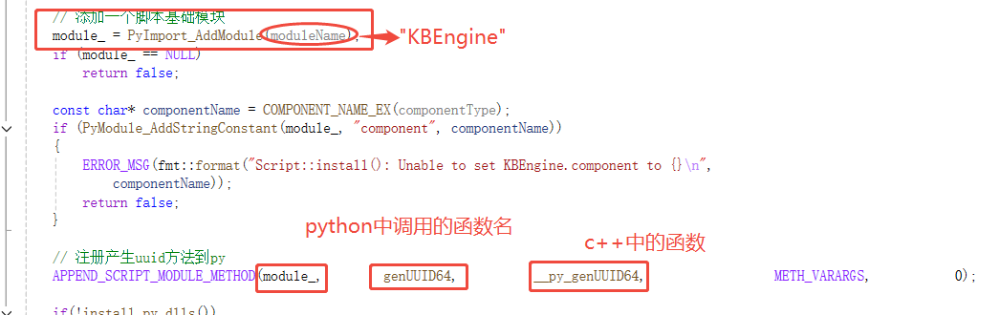 // 添加一个脚本基础模块
module_ = PyImport_AddModule(moduleName);
"KBEngine"
if (module_ == NULL)
return false;
const char* componentName = COMPONENT_NAME_EX(componentType);
if (PyModule_AddStringConstant(module_, "component", componentName))
{
ERROR_MSG(fmt::format("Script::install(): Unable to set KBEngine.component to {}\n",
componentName));
return false;
}
python中调用的函数名
c++中的函数
// 注册产生uuid方法到py
APPEND_SCRIPT_MODULE_METHOD(module_, genUUID64, __py_genUUID64, METH_VARARGS, 0);
if(!install_py_dlls())